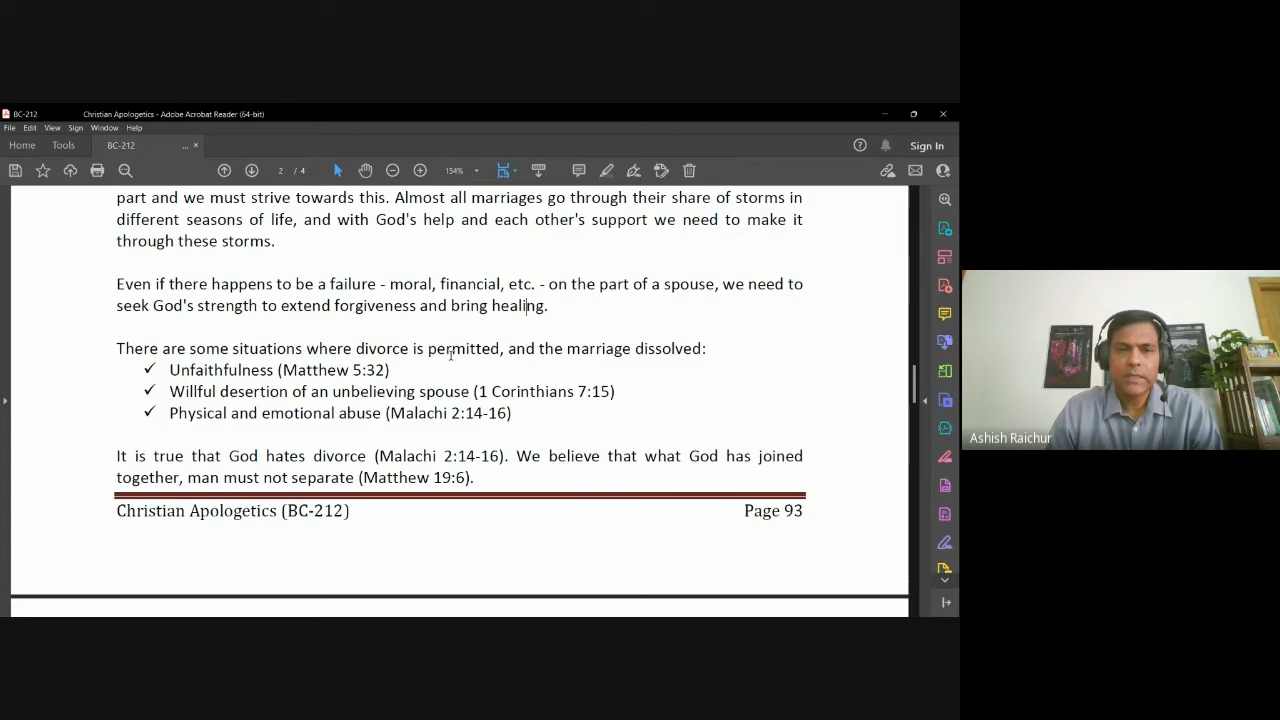 BC-212 Christian Apologetics - Adobe Acrobat Reader (64-bit)
File Edit View Sign Window Help
Home Tools BC-212 ... ×
Sign In
2 / 4 154%
part and we must strive towards this. Almost all marriages go through their share of storms in
different seasons of life, and with God's help and each other's support we need to make it
through these storms.
Even if there happens to be a failure - moral, financial, etc. - on the part of a spouse, we need to
seek God's strength to extend forgiveness and bring healing.
There are some situations where divorce is permitted, and the marriage dissolved:
✓ Unfaithfulness (Matthew 5:32)
✓ Willful desertion of an unbelieving spouse (1 Corinthians 7:15)
✓ Physical and emotional abuse (Malachi 2:14-16)
It is true that God hates divorce (Malachi 2:14-16). We believe that what God has joined
together, man must not separate (Matthew 19:6).
Christian Apologetics (BC-212) Page 93
Ashish Raichur